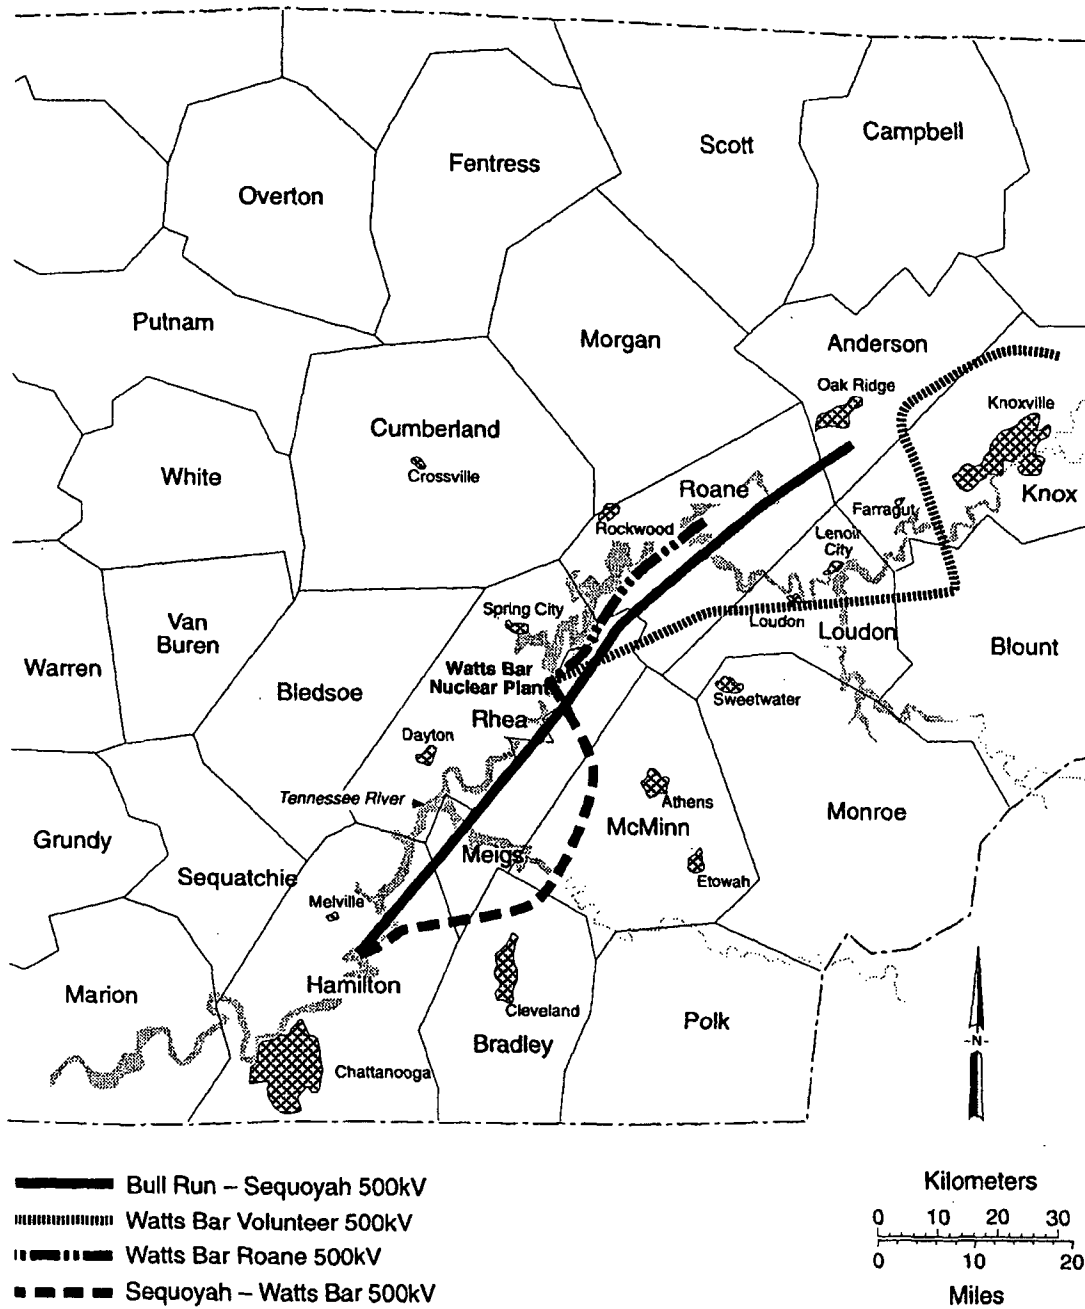 Scott
Campbell
Fentress
Overton
Putnam
Morgan
Anderson
Oak Ridge
Knoxville
Cumberland
Crossville
White
Roane
Knox
Rockwood
Farragut
Lenoir
City
Spring City
Loudon
Loudon
Van
Buren
Warren
Blount
Watts Bar
Nuclear Plant
Bledsoe
Sweetwater
Rhea
Dayton
Tennessee River
Athens
McMinn
Monroe
Grundy
Meigs
Sequatchie
Etowah
Melville
Hamilton
Marion
Cleveland
Polk
Bradley
Chattanooga
-N-
Bull Run – Sequoyah 500kV
Watts Bar Volunteer 500kV
Watts Bar Roane 500kV
Sequoyah – Watts Bar 500kV
Kilometers
0 10 20 30
0 10 20
Miles